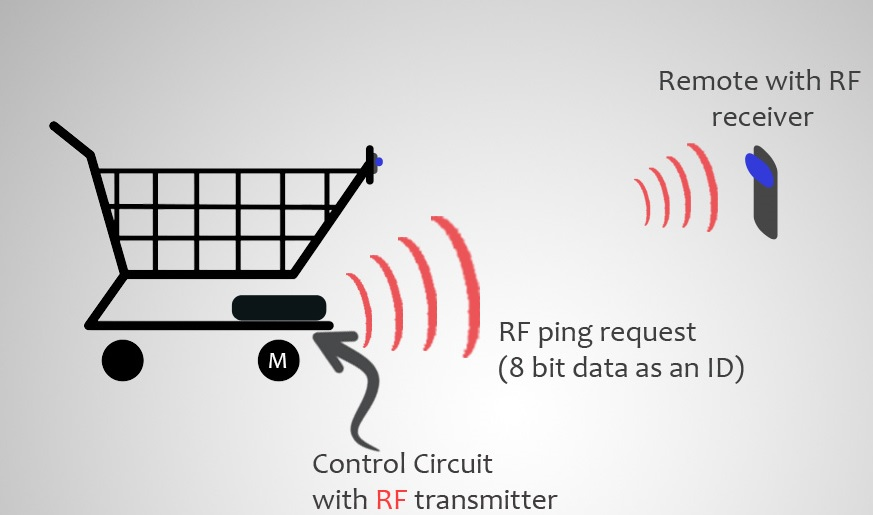 Remote with RF
receiver
RF ping request
(8 bit data as an ID)
M
Control Circuit
with RF transmitter